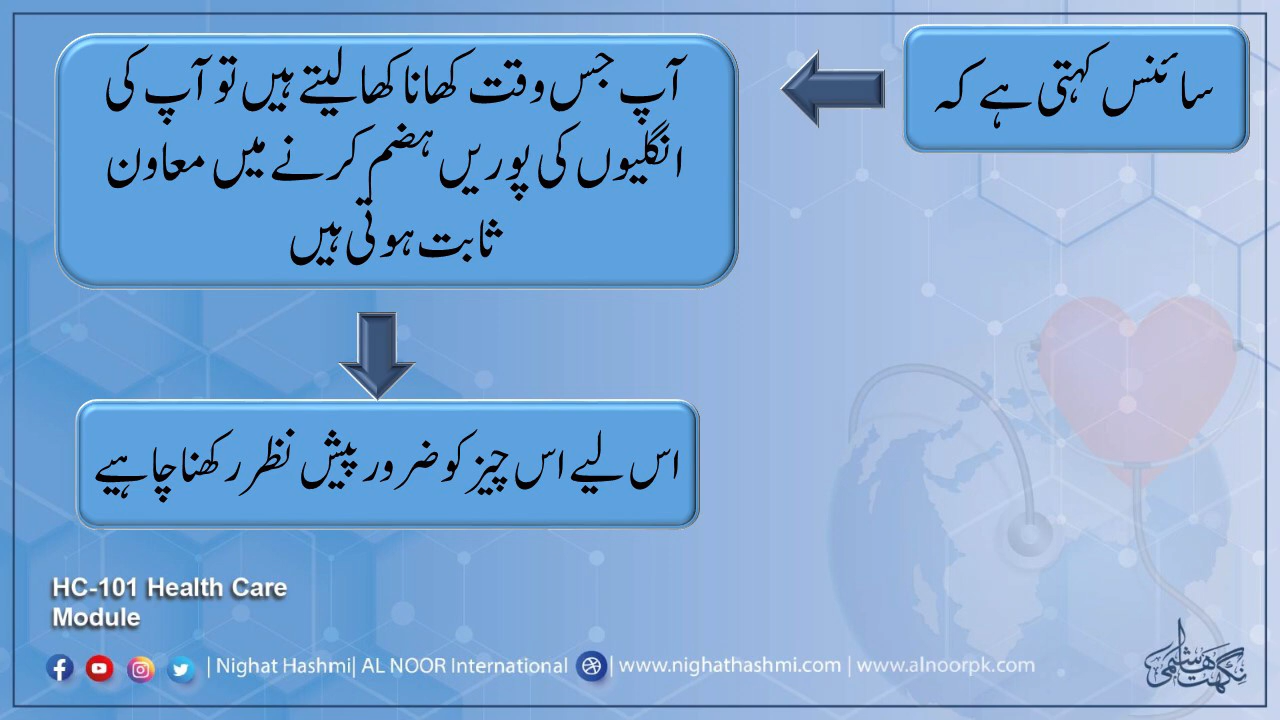 سائنس کہتی ہے کہ
آپ جس وقت کھانا کھا لیتے ہیں تو آپ کی
انگلیوں کی پوریں ہضم کرنے میں معاون
ثابت ہوتی ہیں
اس لیے اس چیز کو ضرور پیش نظر رکھنا چاہیے
HC-101 Health Care
Module
| Nighat Hashmi| AL NOOR International | www.nighathashmi.com | www.alnoorpk.com
نگہت ہاشمی